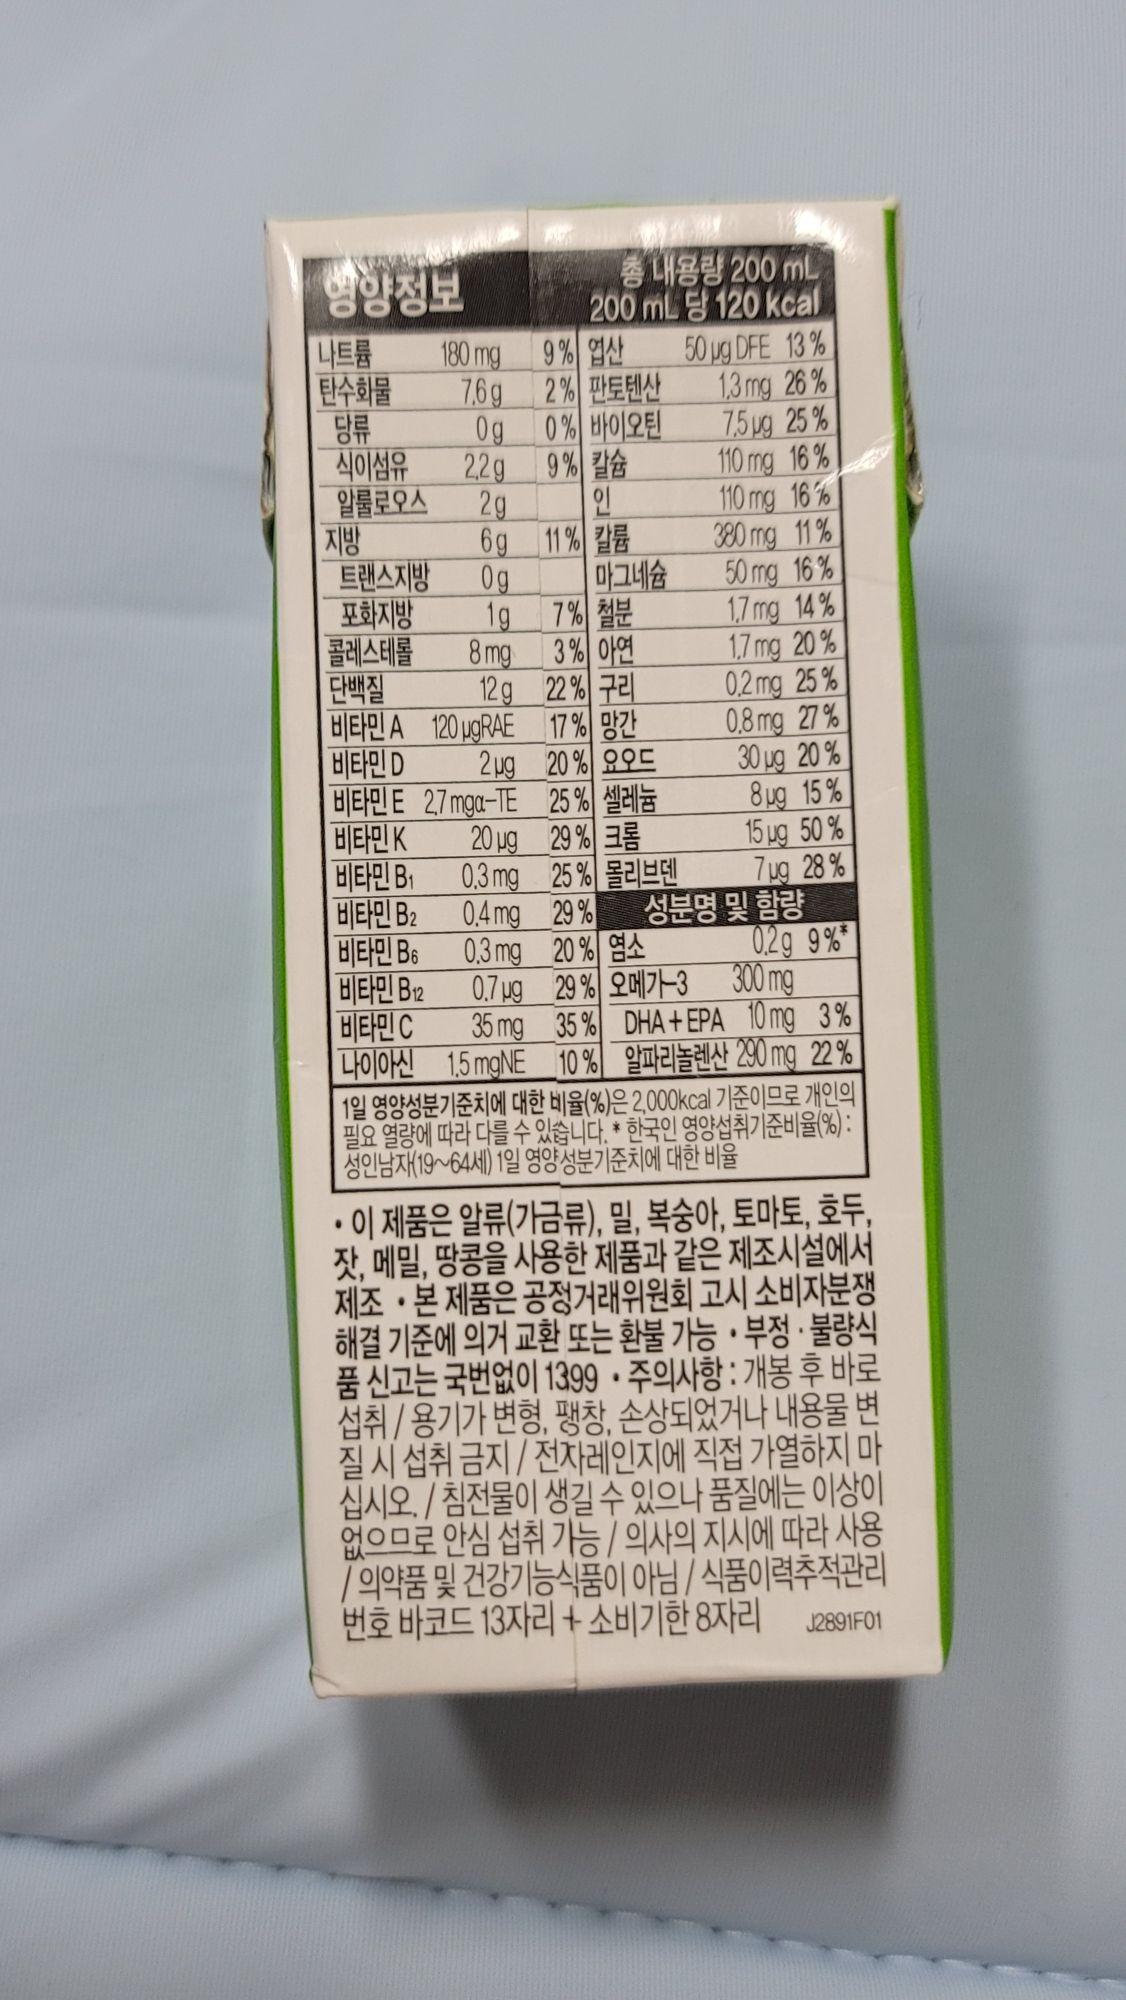 영양정보
총 내용량 200 mL
200 mL 당 120 kcal
나트륨 180 mg 9 %
탄수화물 7.6 g 2 %
당류 0 g 0 %
식이섬유 2.2 g 9 %
알룰로오스 2 g
지방 6 g 11 %
트랜스지방 0 g
포화지방 1 g 7 %
콜레스테롤 8 mg 3 %
단백질 12 g 22 %
비타민 A 120 μgRAE 17 %
비타민 D 2 μg 20 %
비타민 E 2.7 mgα-TE 25 %
비타민 K 20 μg 29 %
비타민 B1 0.3 mg 25 %
비타민 B2 0.4 mg 29 %
비타민 B6 0.3 mg 20 %
비타민 B12 0.7 μg 29 %
비타민 C 35 mg 35 %
나이아신 1.5 mgNE 10 %
엽산 50 μg DFE 13 %
판토텐산 1.3 mg 26 %
바이오틴 7.5 μg 25 %
칼슘 110 mg 16 %
인 110 mg 16 %
칼륨 380 mg 11 %
마그네슘 50 mg 16 %
철분 1.7 mg 14 %
아연 1.7 mg 20 %
구리 0.2 mg 25 %
망간 0.8 mg 27 %
요오드 30 μg 20 %
셀레늄 8 μg 15 %
크롬 15 μg 50 %
몰리브덴 7 μg 28 %
성분명 및 함량
염소 0.2 g 9 %*
오메가-3 300 mg
DHA + EPA 10 mg 3 %
알파리놀렌산 290 mg 22 %
1일 영양성분기준치에 대한 비율(%)은 2,000kcal 기준이므로 개인의
필요 열량에 따라 다를 수 있습니다. * 한국인 영양섭취기준비율(%) :
성인남자(19~64세) 1일 영양성분기준치에 대한 비율
• 이 제품은 알류(가금류), 밀, 복숭아, 토마토, 호두,
잣, 메밀, 땅콩을 사용한 제품과 같은 제조시설에서
제조 • 본 제품은 공정거래위원회 고시 소비자분쟁
해결 기준에 의거 교환 또는 환불 가능 • 부정 · 불량식
품 신고는 국번없이 1399 • 주의사항 : 개봉 후 바로
섭취 / 용기가 변형, 팽창, 손상되었거나 내용물 변
질 시 섭취 금지 / 전자레인지에 직접 가열하지 마
십시오. / 침전물이 생길 수 있으나 품질에는 이상이
없으므로 안심 섭취 가능 / 의사의 지시에 따라 사용
/ 의약품 및 건강기능식품이 아님 / 식품이력추적관리
번호 바코드 13자리 + 소비기한 8자리 J2891F01